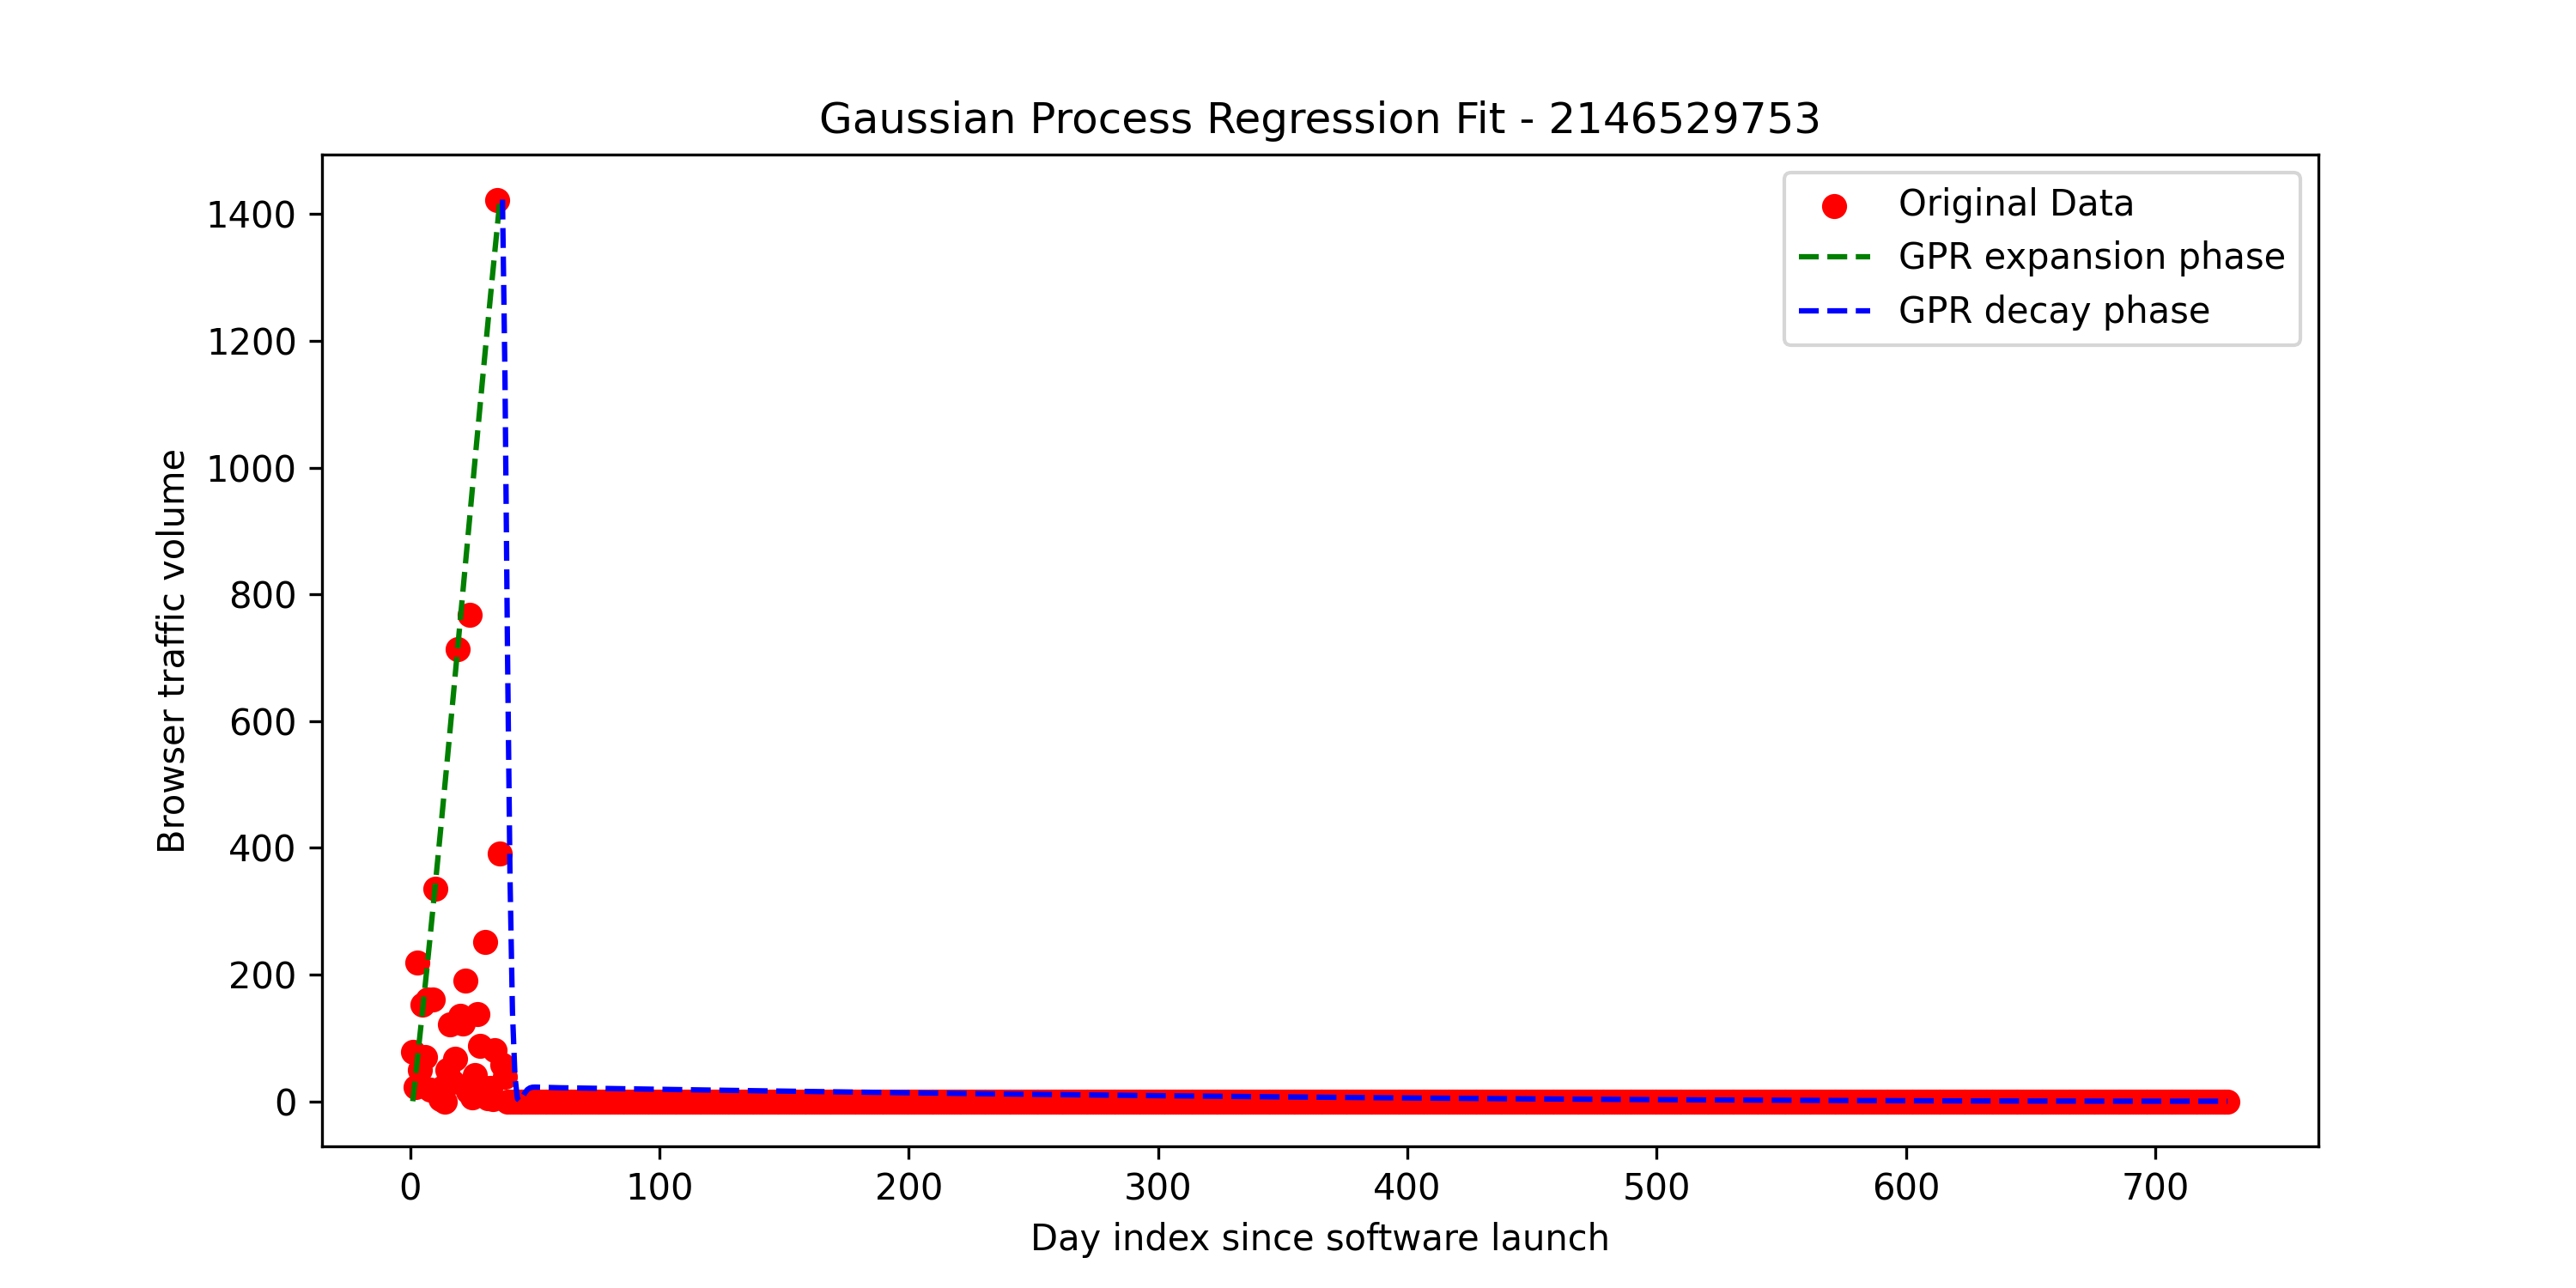 Gaussian Process Regression Fit - 2146529753
Original Data
GPR expansion phase
GPR decay phase
Browser traffic volume
1400
1200
1000
800
600
400
200
0
0 100 200 300 400 500 600 700
Day index since software launch